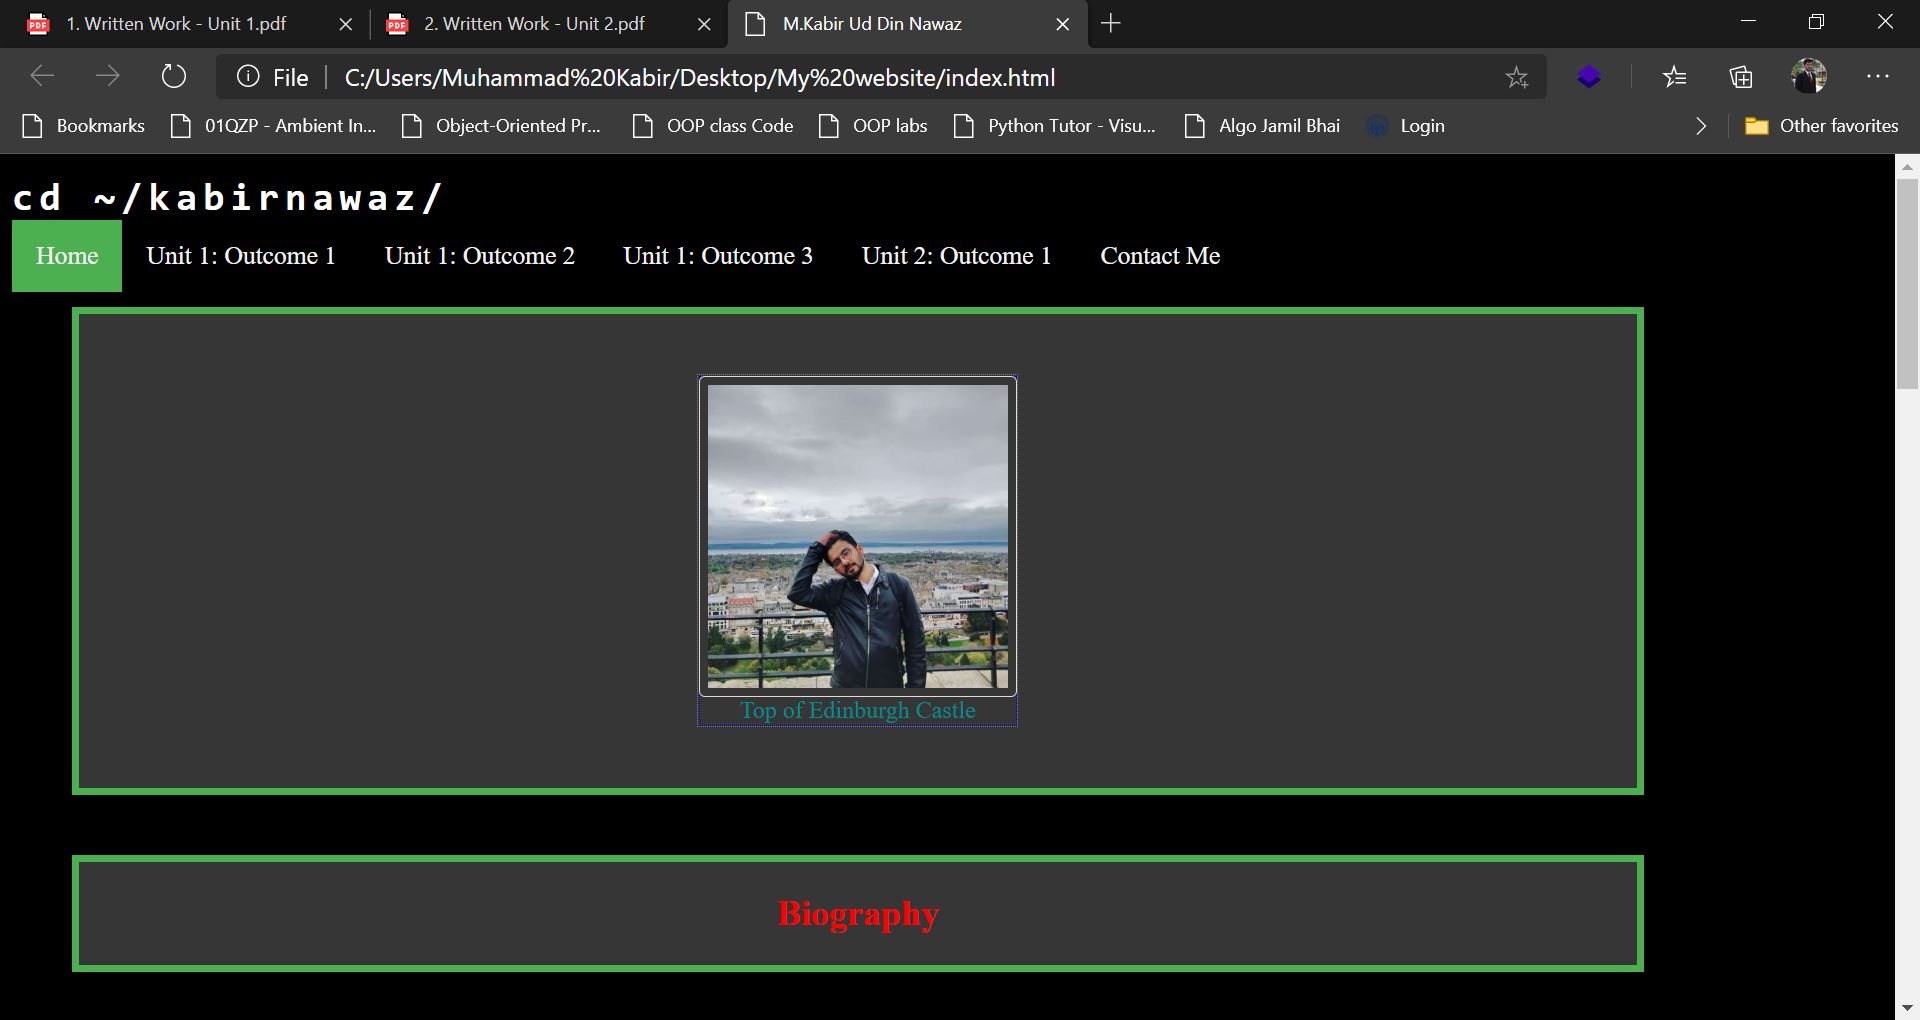 1. Written Work - Unit 1.pdf
2. Written Work - Unit 2.pdf
M.Kabir Ud Din Nawaz
File
C:/Users/Muhammad%20Kabir/Desktop/My%20website/index.html
Bookmarks
01QZP - Ambient In...
Object-Oriented Pr...
OOP class Code
OOP labs
Python Tutor - Visu...
Algo Jamil Bhai
Login
Other favorites
cd ~/kabirnawaz/
Home
Unit 1: Outcome 1
Unit 1: Outcome 2
Unit 1: Outcome 3
Unit 2: Outcome 1
Contact Me
Top of Edinburgh Castle
Biography